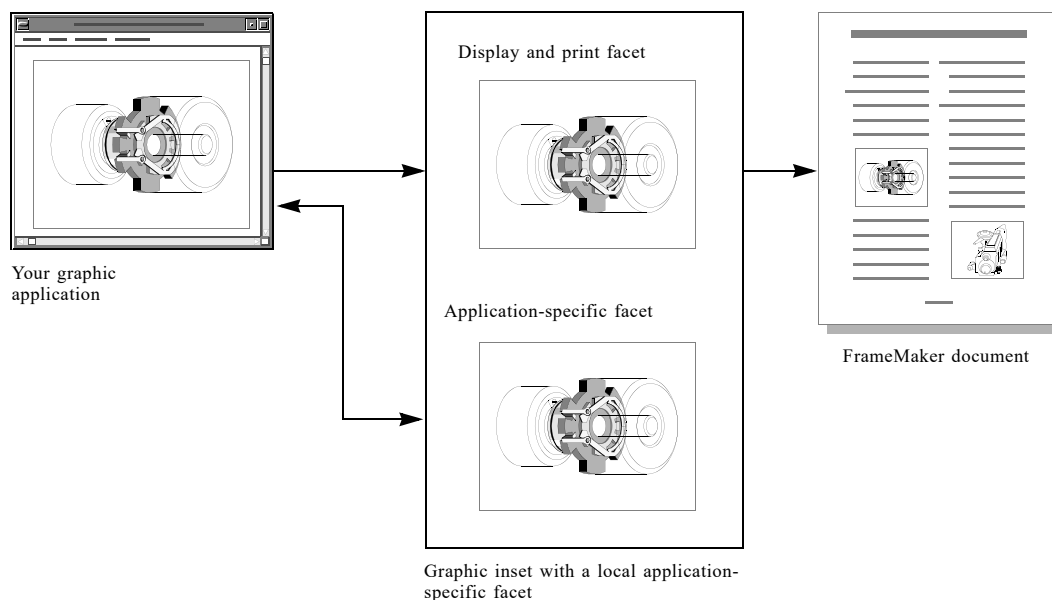 Display and print facet
Your graphic
application
Application-specific facet
FrameMaker document
Graphic inset with a local application-
specific facet